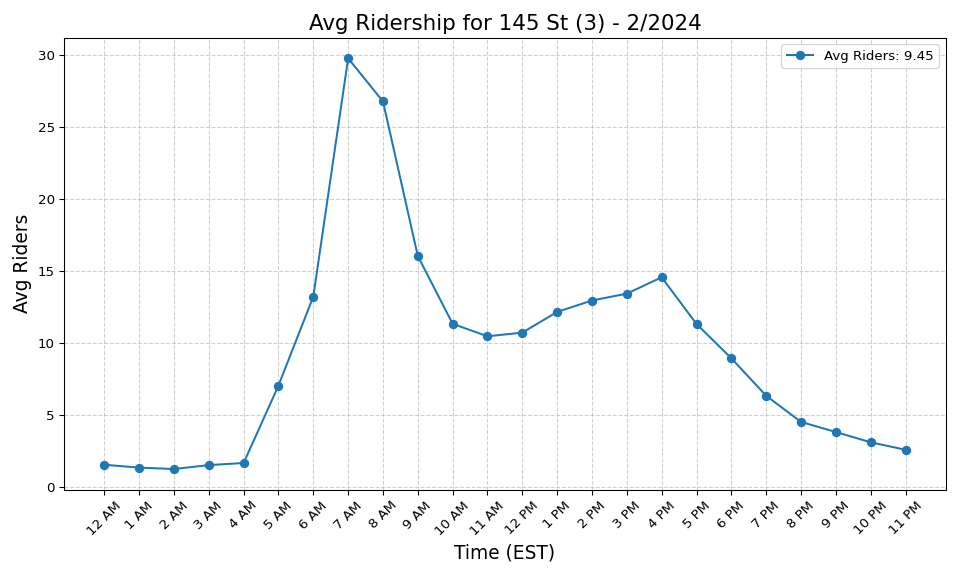 Avg Ridership for 145 St (3) - 2/2024
Avg Riders: 9.45
Avg Riders
30
25
20
15
10
5
0
12 AM
1 AM
2 AM
3 AM
4 AM
5 AM
6 AM
7 AM
8 AM
9 AM
10 AM
11 AM
12 PM
1 PM
2 PM
3 PM
4 PM
5 PM
6 PM
7 PM
8 PM
9 PM
10 PM
11 PM
Time (EST)